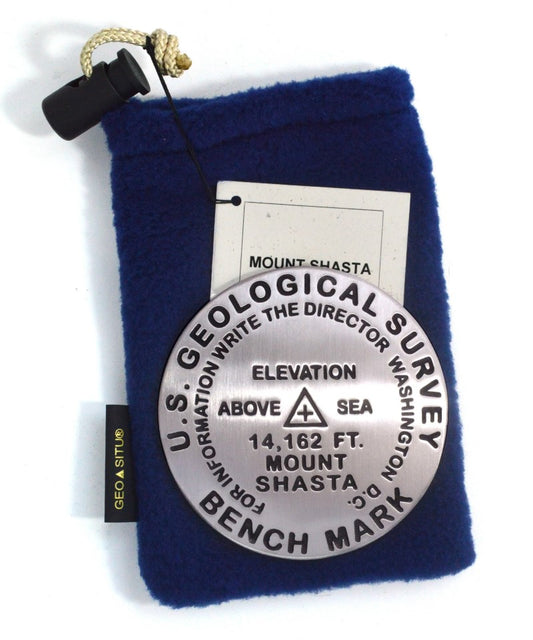 MOUNT SHASTA
U.S. GEOLOGICAL SURVEY
FOR INFORMATION WRITE THE DIRECTOR WASHINGTON D.C.
ELEVATION
ABOVE SEA
14,162 FT.
MOUNT
SHASTA
BENCH MARK
GEO▲SITU®